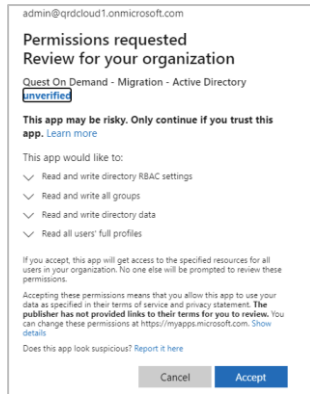 admin@qrdcloud1.onmicrosoft.com
Permissions requested
Review for your organization
Quest On Demand - Migration - Active Directory
unverified
This app may be risky. Only continue if you trust this
app. Learn more
This app would like to:
Read and write directory RBAC settings
Read and write all groups
Read and write directory data
Read all users' full profiles
If you accept, this app will get access to the specified resources for all
users in your organization. No one else will be prompted to review these
permissions.
Accepting these permissions means that you allow this app to use your
data as specified in their terms of service and privacy statement. The
publisher has not provided links to their terms for you to review. You
can change these permissions at https://myapps.microsoft.com. Show
details
Does this app look suspicious? Report it here
Cancel Accept